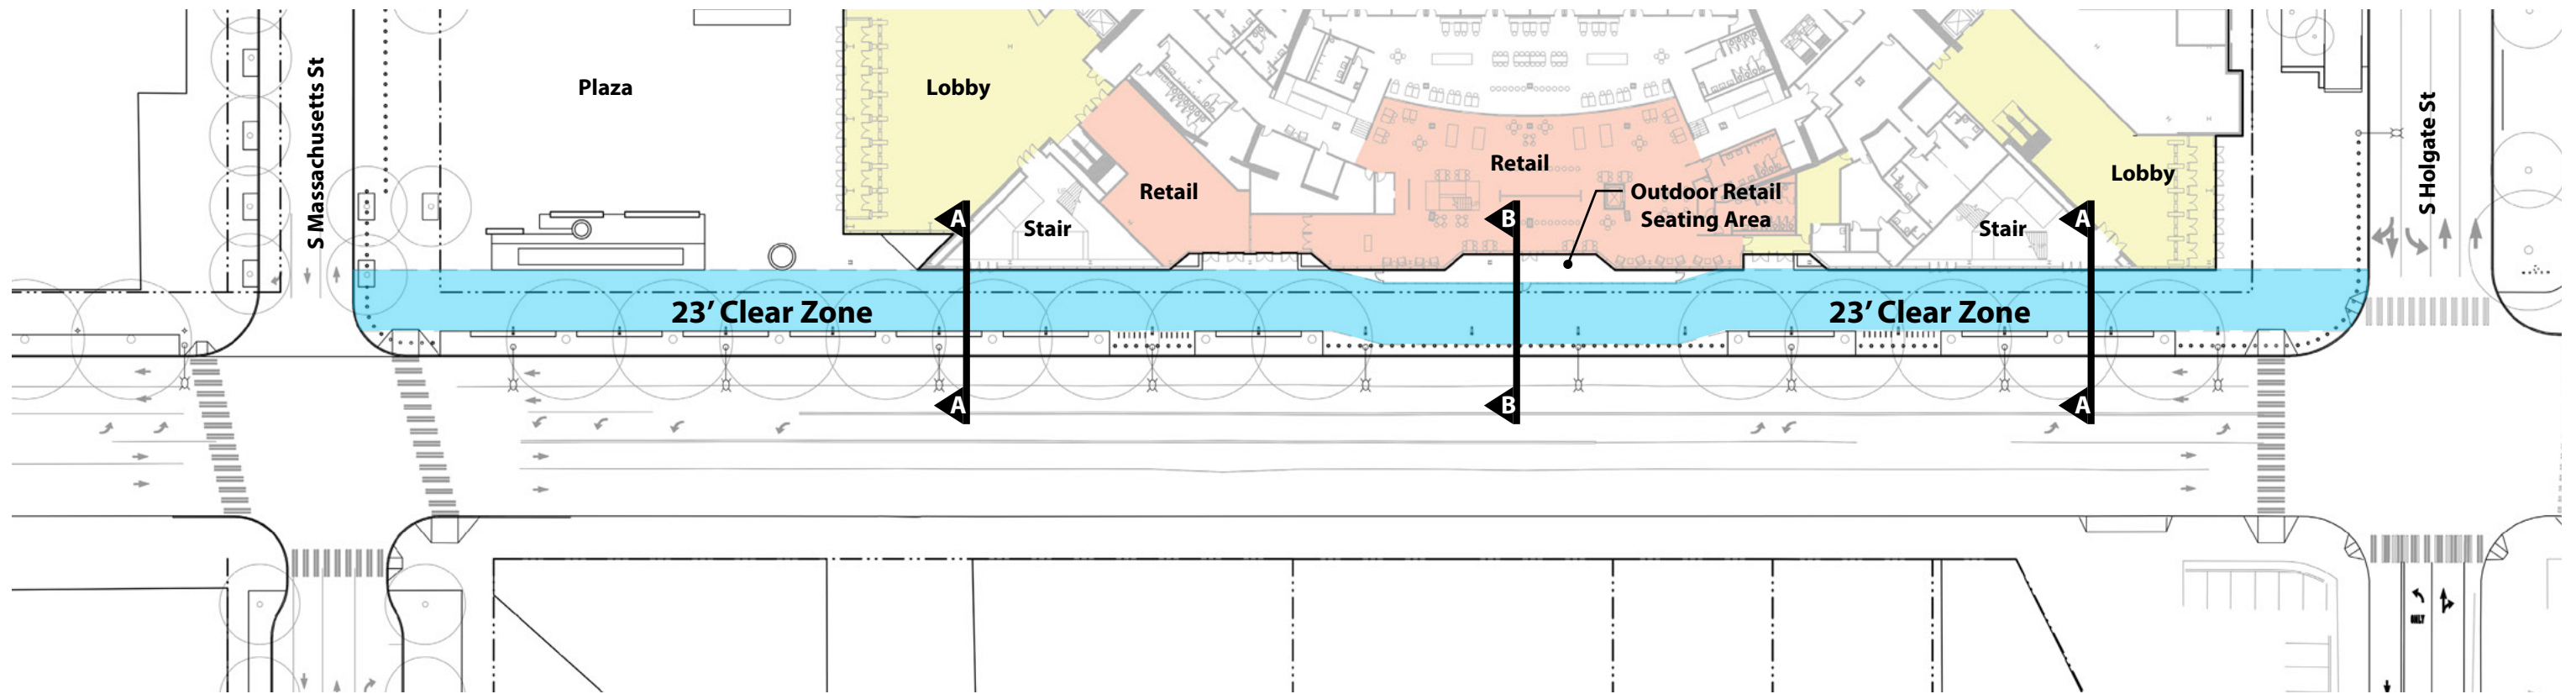 S Massachusetts St
Plaza
Lobby
Retail
Stair
Retail
Outdoor Retail
Seating Area
Lobby
Stair
S Holgate St
A
B
A
23’ Clear Zone
23’ Clear Zone
A
B
A
ONLY